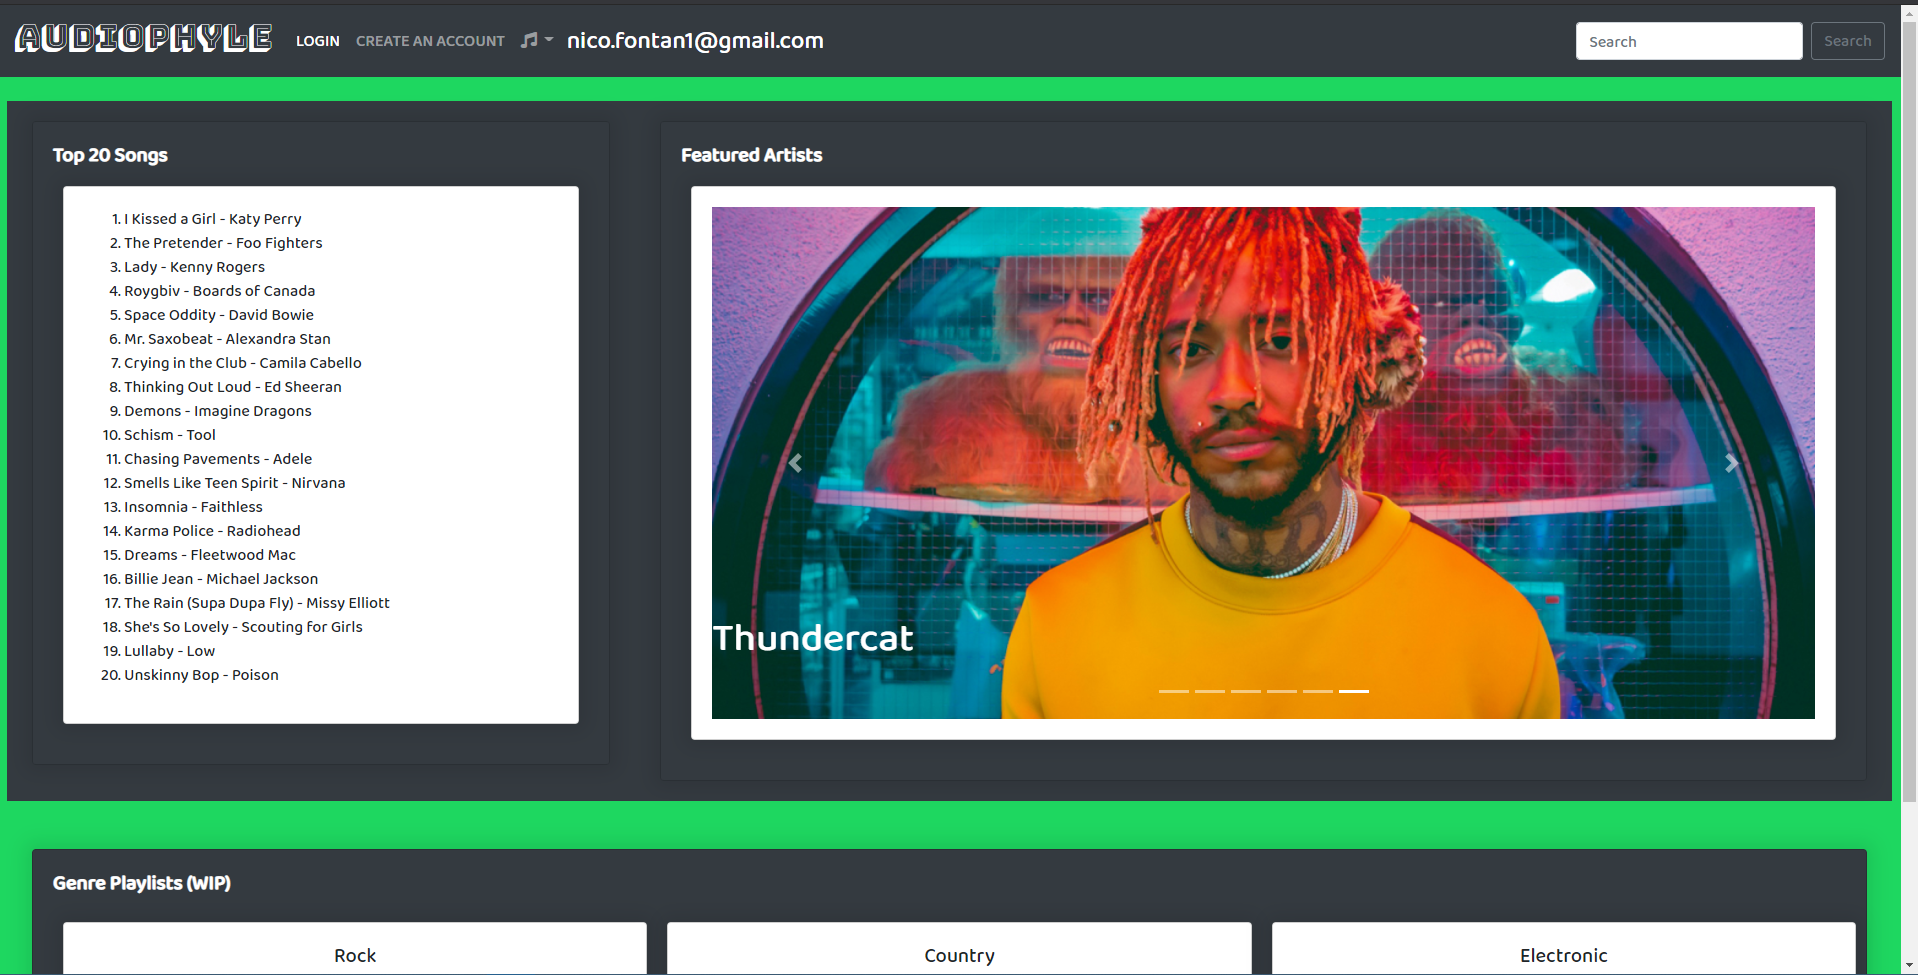 AUDIOPHYLE
LOGIN
CREATE AN ACCOUNT
nico.fontan1@gmail.com
Search
Search
Top 20 Songs
1. I Kissed a Girl - Katy Perry
2. The Pretender - Foo Fighters
3. Lady - Kenny Rogers
4. Roygbiv - Boards of Canada
5. Space Oddity - David Bowie
6. Mr. Saxobeat - Alexandra Stan
7. Crying in the Club - Camila Cabello
8. Thinking Out Loud - Ed Sheeran
9. Demons - Imagine Dragons
10. Schism - Tool
11. Chasing Pavements - Adele
12. Smells Like Teen Spirit - Nirvana
13. Insomnia - Faithless
14. Karma Police - Radiohead
15. Dreams - Fleetwood Mac
16. Billie Jean - Michael Jackson
17. The Rain (Supa Dupa Fly) - Missy Elliott
18. She's So Lovely - Scouting for Girls
19. Lullaby - Low
20. Unskinny Bop - Poison
Featured Artists
Thundercat
Genre Playlists (WIP)
Rock
Country
Electronic